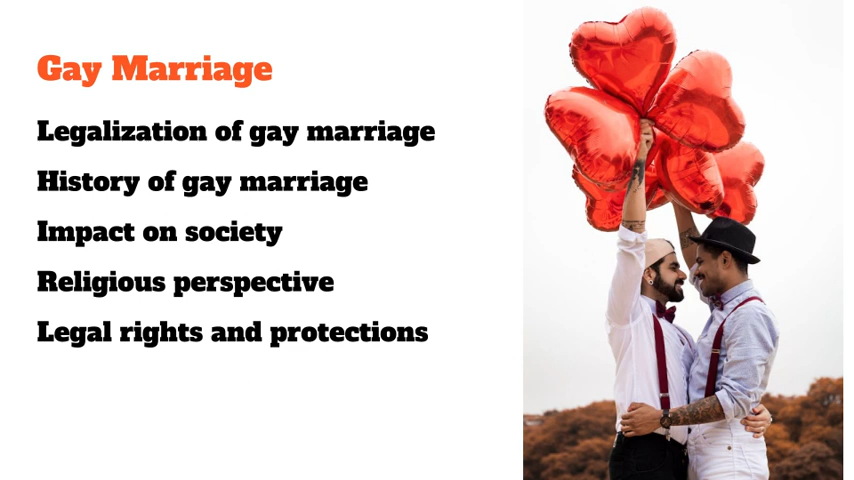 Gay Marriage
Legalization of gay marriage
History of gay marriage
Impact on society
Religious perspective
Legal rights and protections